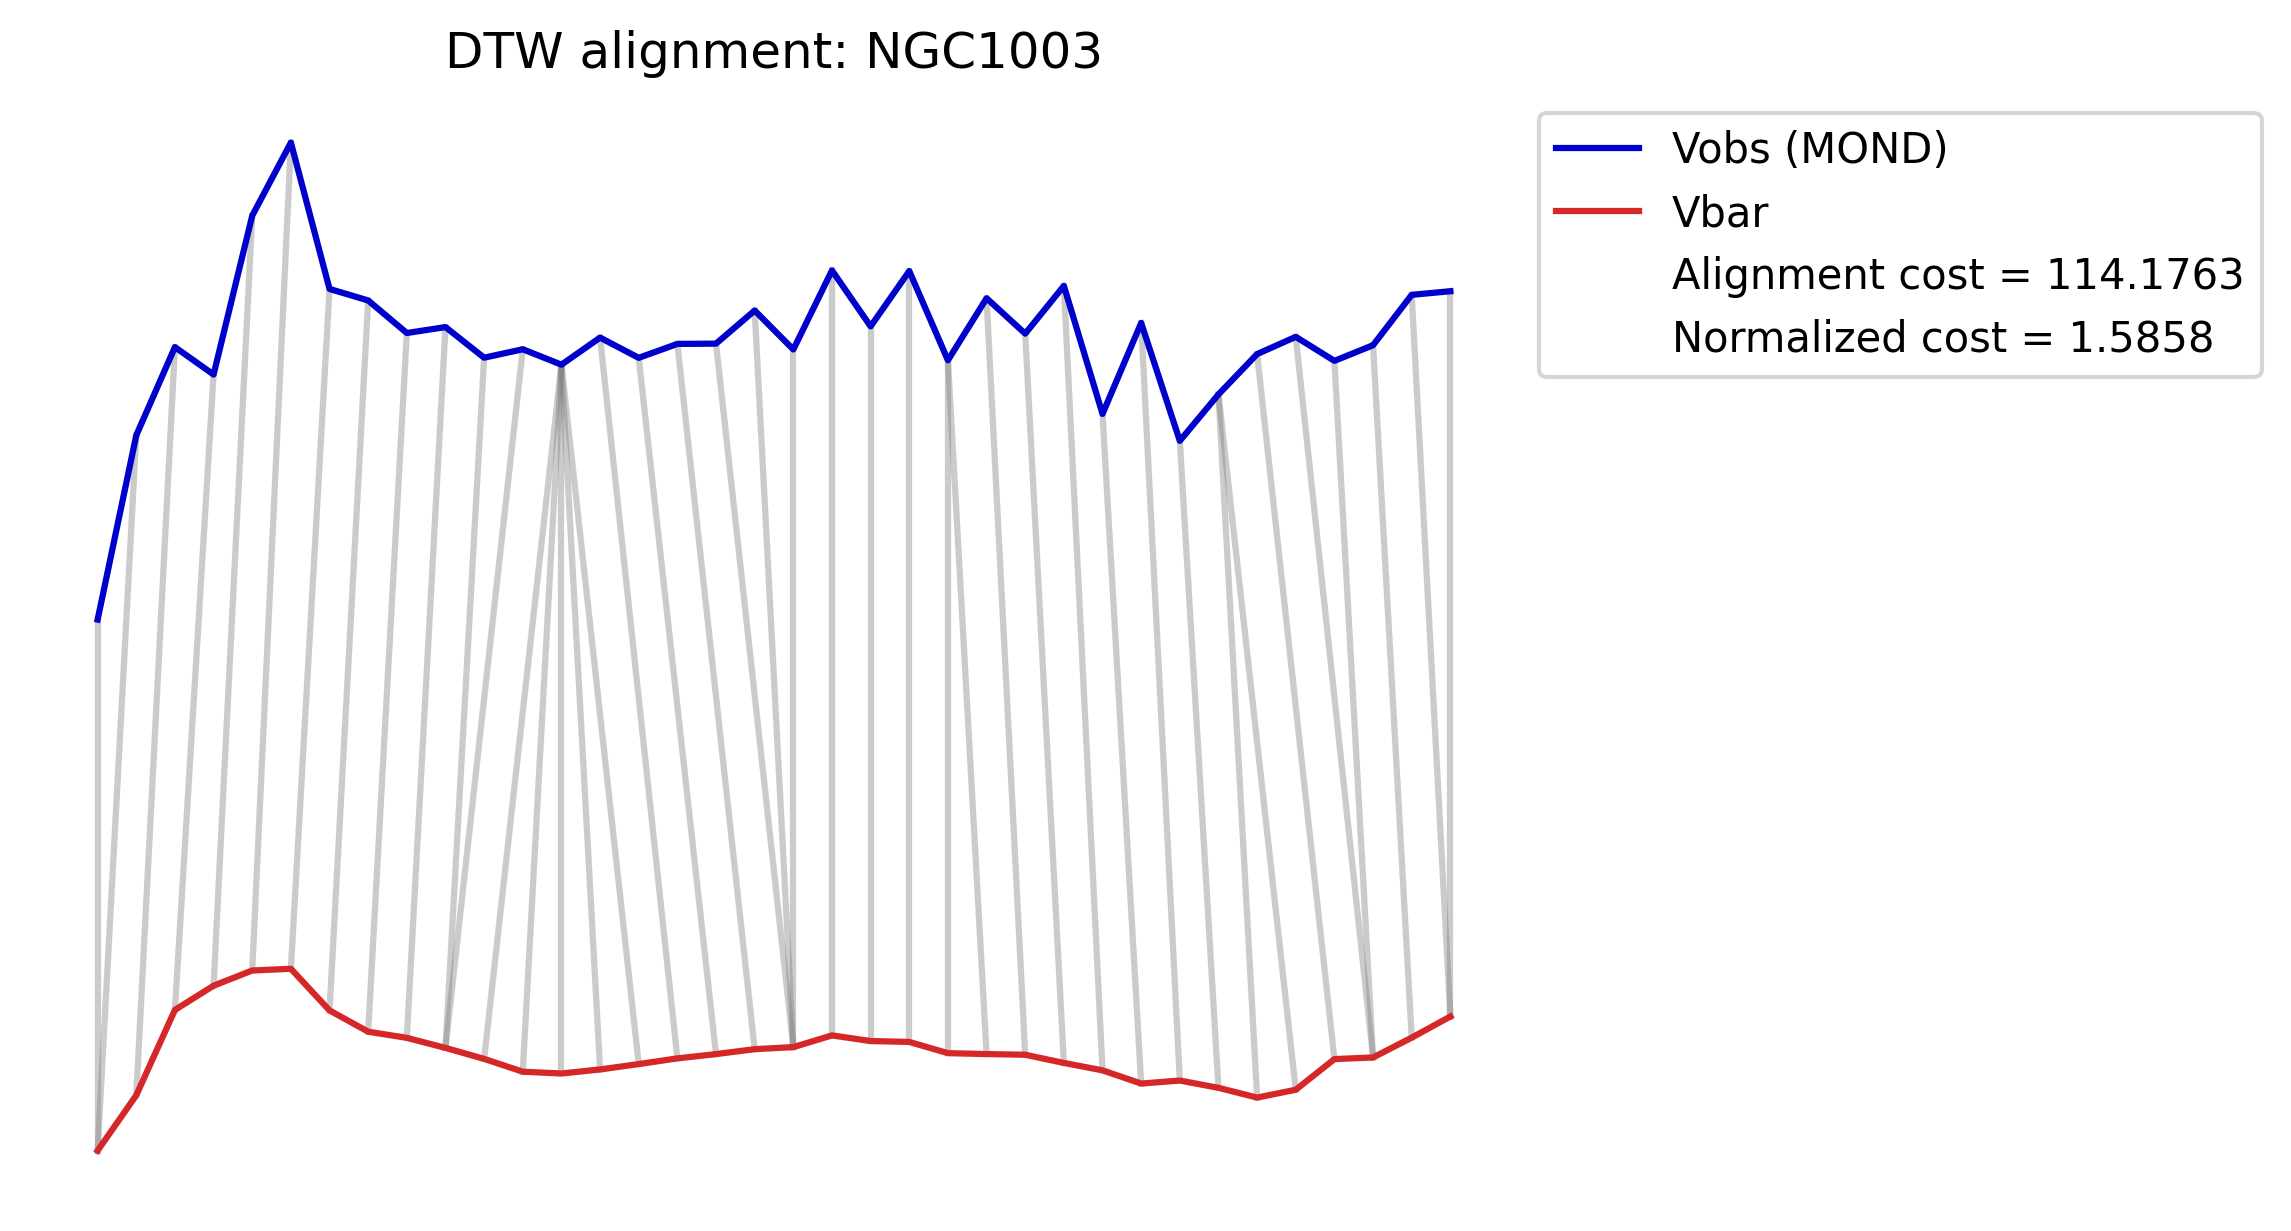 DTW alignment: NGC1003
Vobs (MOND)
Vbar
Alignment cost = 114.1763
Normalized cost = 1.5858